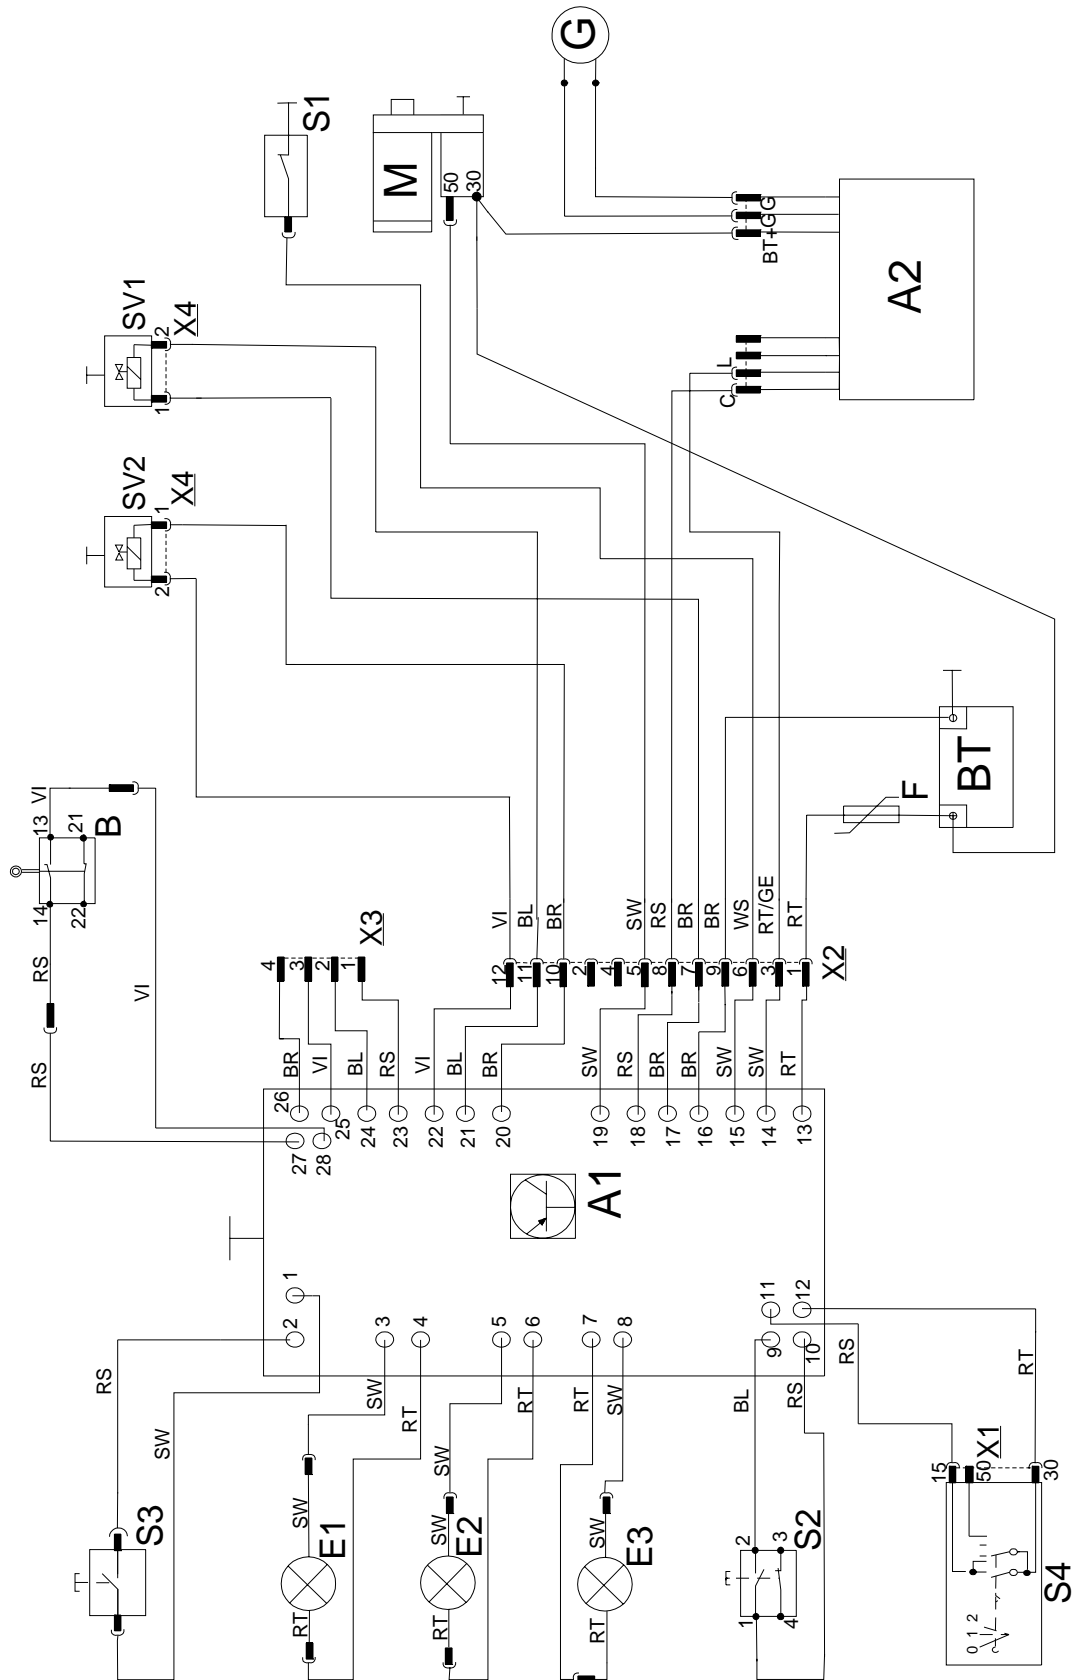 S3
RS
SW
2
1
E1
RT
SW
SW
3
RT
4
E2
RT
SW
SW
5
RT
6
E3
RT
SW
RT
7
SW
8
S2
1
2
3
4
BL
9
RS
10
S4
0 1 2
X1
15
50
30
RS
11
RT
12
A1
27
28
26
25
24
23
22
21
20
19
18
17
16
15
14
13
RS
RS
VI
VI
14
13
22
21
B
BR
VI
BL
RS
4
3
2
1
X3
VI
BL
BR
SW
RS
BR
BR
SW
SW
RT
12
11
10
2
4
5
8
7
9
6
3
1
X2
VI
BL
BR
SW
RS
BR
BR
WS
RT/GE
RT
SV2
X4
2
1
SV1
X4
1
2
S1
M
50
30
F
BT
C
L
BT+
G
G
A2
G